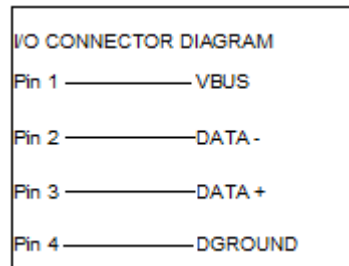 I/O CONNECTOR DIAGRAM
Pin 1 VBUS
Pin 2 DATA -
Pin 3 DATA +
Pin 4 DGROUND